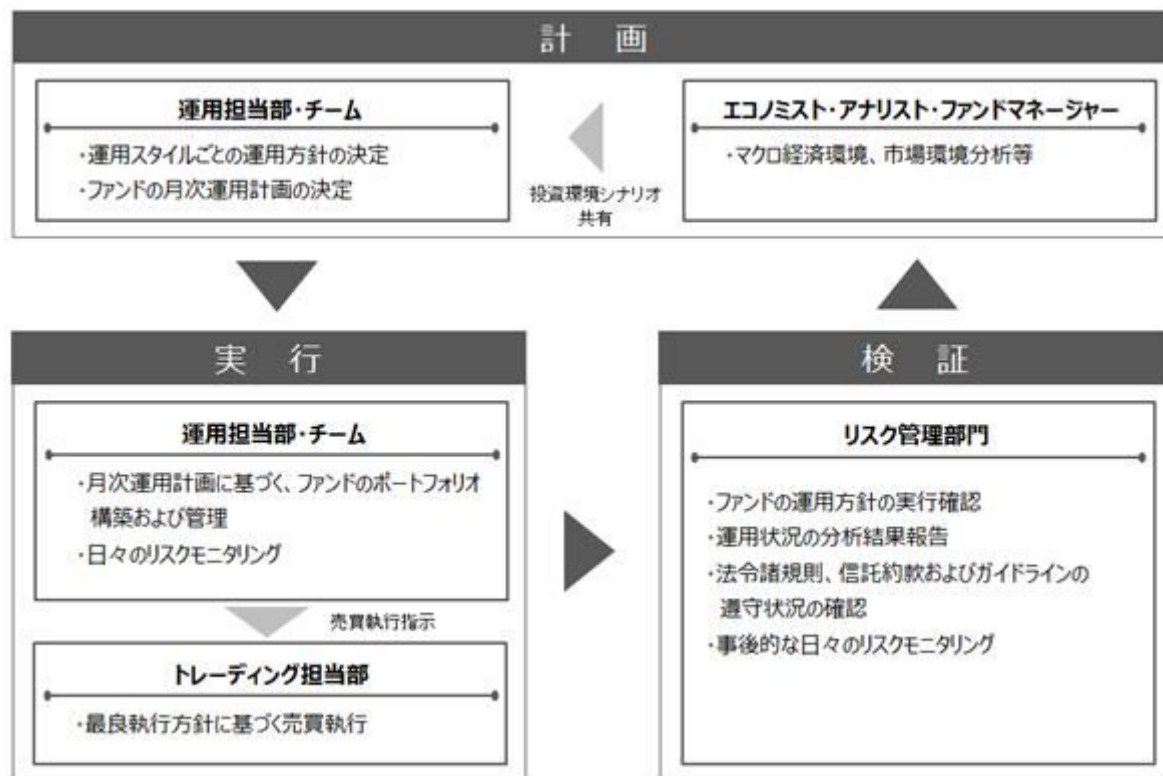 計 画
運用担当部・チーム
・運用スタイルごとの運用方針の決定
・ファンドの月次運用計画の決定
投資環境シナリオ
共有
エコノミスト・アナリスト・ファンドマネージャー
・マクロ経済環境、市場環境分析等
実 行
運用担当部・チーム
・月次運用計画に基づく、ファンドのポートフォリオ
構築および管理
・日々のリスクモニタリング
売買執行指示
トレーディング担当部
・最良執行方針に基づく売買執行
検 証
リスク管理部門
・ファンドの運用方針の実行確認
・運用状況の分析結果報告
・法令諸規則、信託約款およびガイドラインの
遵守状況の確認
・事後的な日々のリスクモニタリング